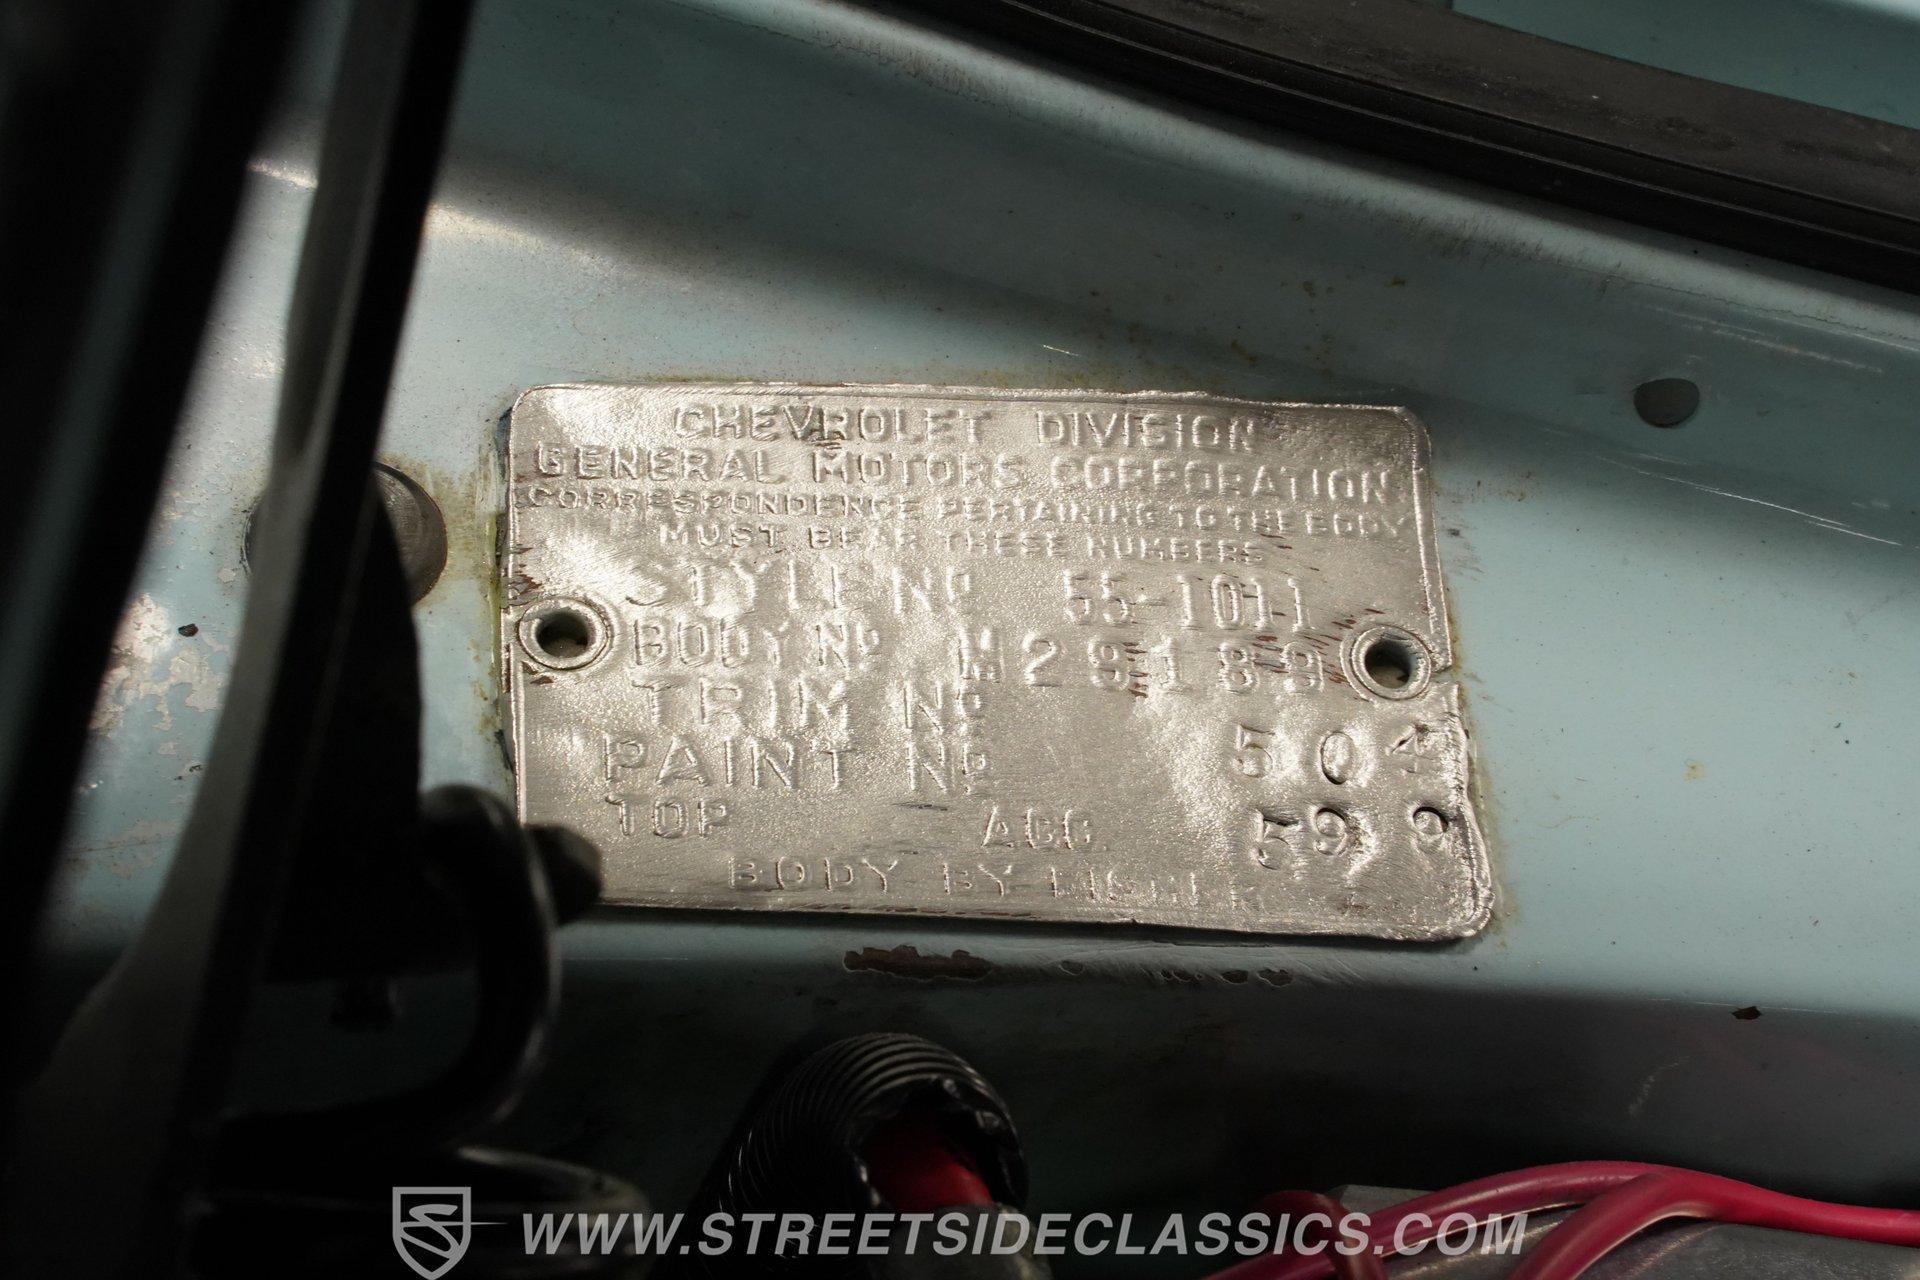 CHEVROLET DIVISION
GENERAL MOTORS CORPORATION
CORRESPONDENCE PERTAINING TO THE BODY
MUST BEAR THESE NUMBERS
STYLE No 55-1011
BODY No 29189
TRIM No 504
PAINT No 599
TOP ACC.
BODY BY FISHER
WWW.STREETSIDECLASSICS.COM